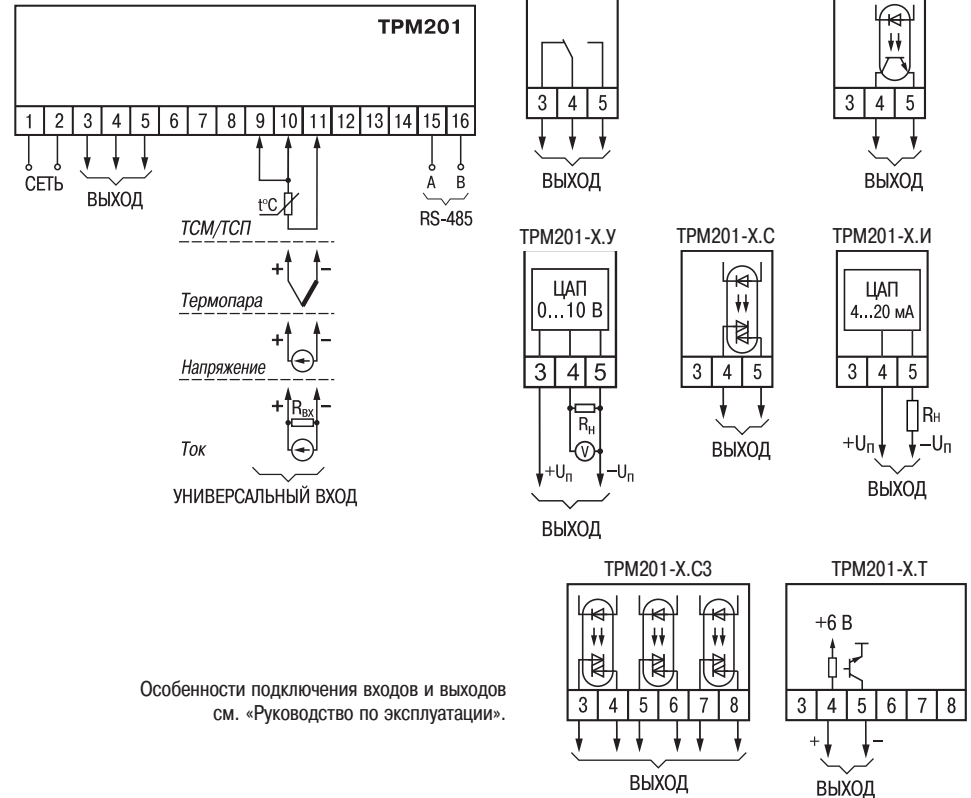 ТРМ201
1 2 3 4 5 6 7 8 9 10 11 12 13 14 15 16
СЕТЬ
ВЫХОД
A B
RS-485
t°C
ТСМ/ТСП
+ –
Термопара
+ –
Напряжение
+ –
Rвх
Ток
УНИВЕРСАЛЬНЫЙ ВХОД
3 4 5
ВЫХОД
3 4 5
ВЫХОД
ТРМ201-Х.У
ЦАП
0...10 В
3 4 5
Rн
V
+Uп –Uп
ВЫХОД
ТРМ201-Х.С
3 4 5
ВЫХОД
ТРМ201-Х.И
ЦАП
4...20 мА
3 4 5
Rн
+Uп –Uп
ВЫХОД
ТРМ201-Х.С3
3 4 5 6 7 8
ВЫХОД
ТРМ201-Х.Т
+6 В
3 4 5 6 7 8
+ –
ВЫХОД
Особенности подключения входов и выходов
см. «Руководство по эксплуатации».